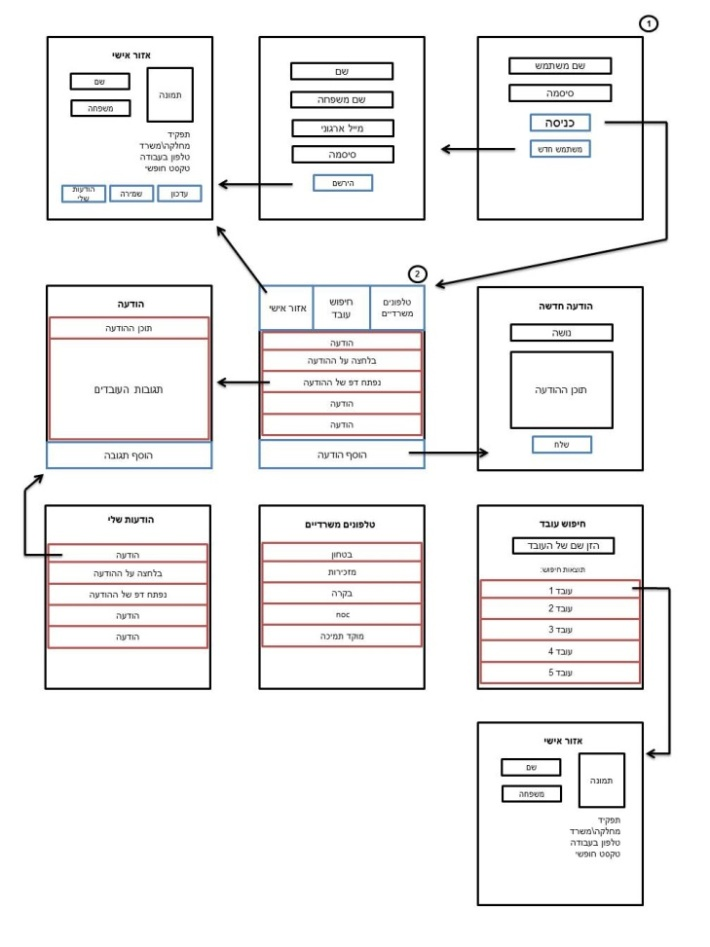 1
שם משתמש
סיסמה
כניסה
משתמש חדש
שם
שם משפחה
מייל ארגוני
סיסמה
הירשם
אזור אישי
תמונה
שם
משפחה
תפקיד
מחלקה\משרד
טלפון בעבודה
טקסט חופשי
עדכון
שמירה
הודעות
שלי
הודעה חדשה
נושה
תוכן ההודעה
שלח
2
טלפונים
משרדיים
חיפוש
עובד
אזור אישי
הודעה
בלחצה על ההודעה
נפתח דפ של ההודעה
הודעה
הודעה
הוסף הודעה
הודעה
תוכן ההודעה
תגובות העובדים
הוסף תגובה
חיפוש עובד
הזן שם של העובד
תוצאות חיפוש:
עובד 1
עובד 2
עובד 3
עובד 4
עובד 5
טלפונים משרדיים
בטחון
מזכירות
בקרה
noc
מוקד תמיכה
הודעות שלי
הודעה
בלחצה על ההודעה
נפתח דפ של ההודעה
הודעה
הודעה
אזור אישי
תמונה
שם
משפחה
תפקיד
מחלקה\משרד
טלפון בעבודה
טקסט חופשי